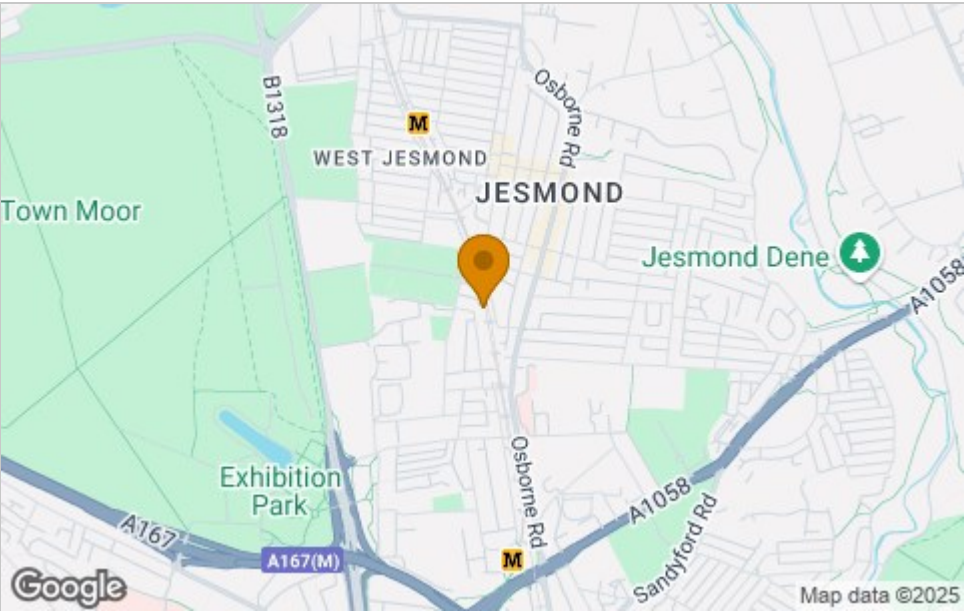 B1318
Osborne Rd
M
WEST JESMOND
JESMOND
Town Moor
Jesmond Dene
A1058
Exhibition
Park
Osborne Rd
A1058
Sandyford Rd
A167
A167(M)
M
Google
Map data ©2025